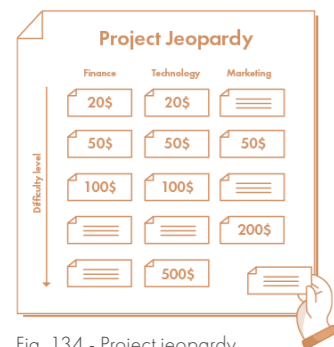 Project Jeopardy
Finance Technology Marketing
20$ 20$
50$ 50$ 50$
100$ 100$
200$
500$
Difficulty level
Fig. 134 - Project jeopardy